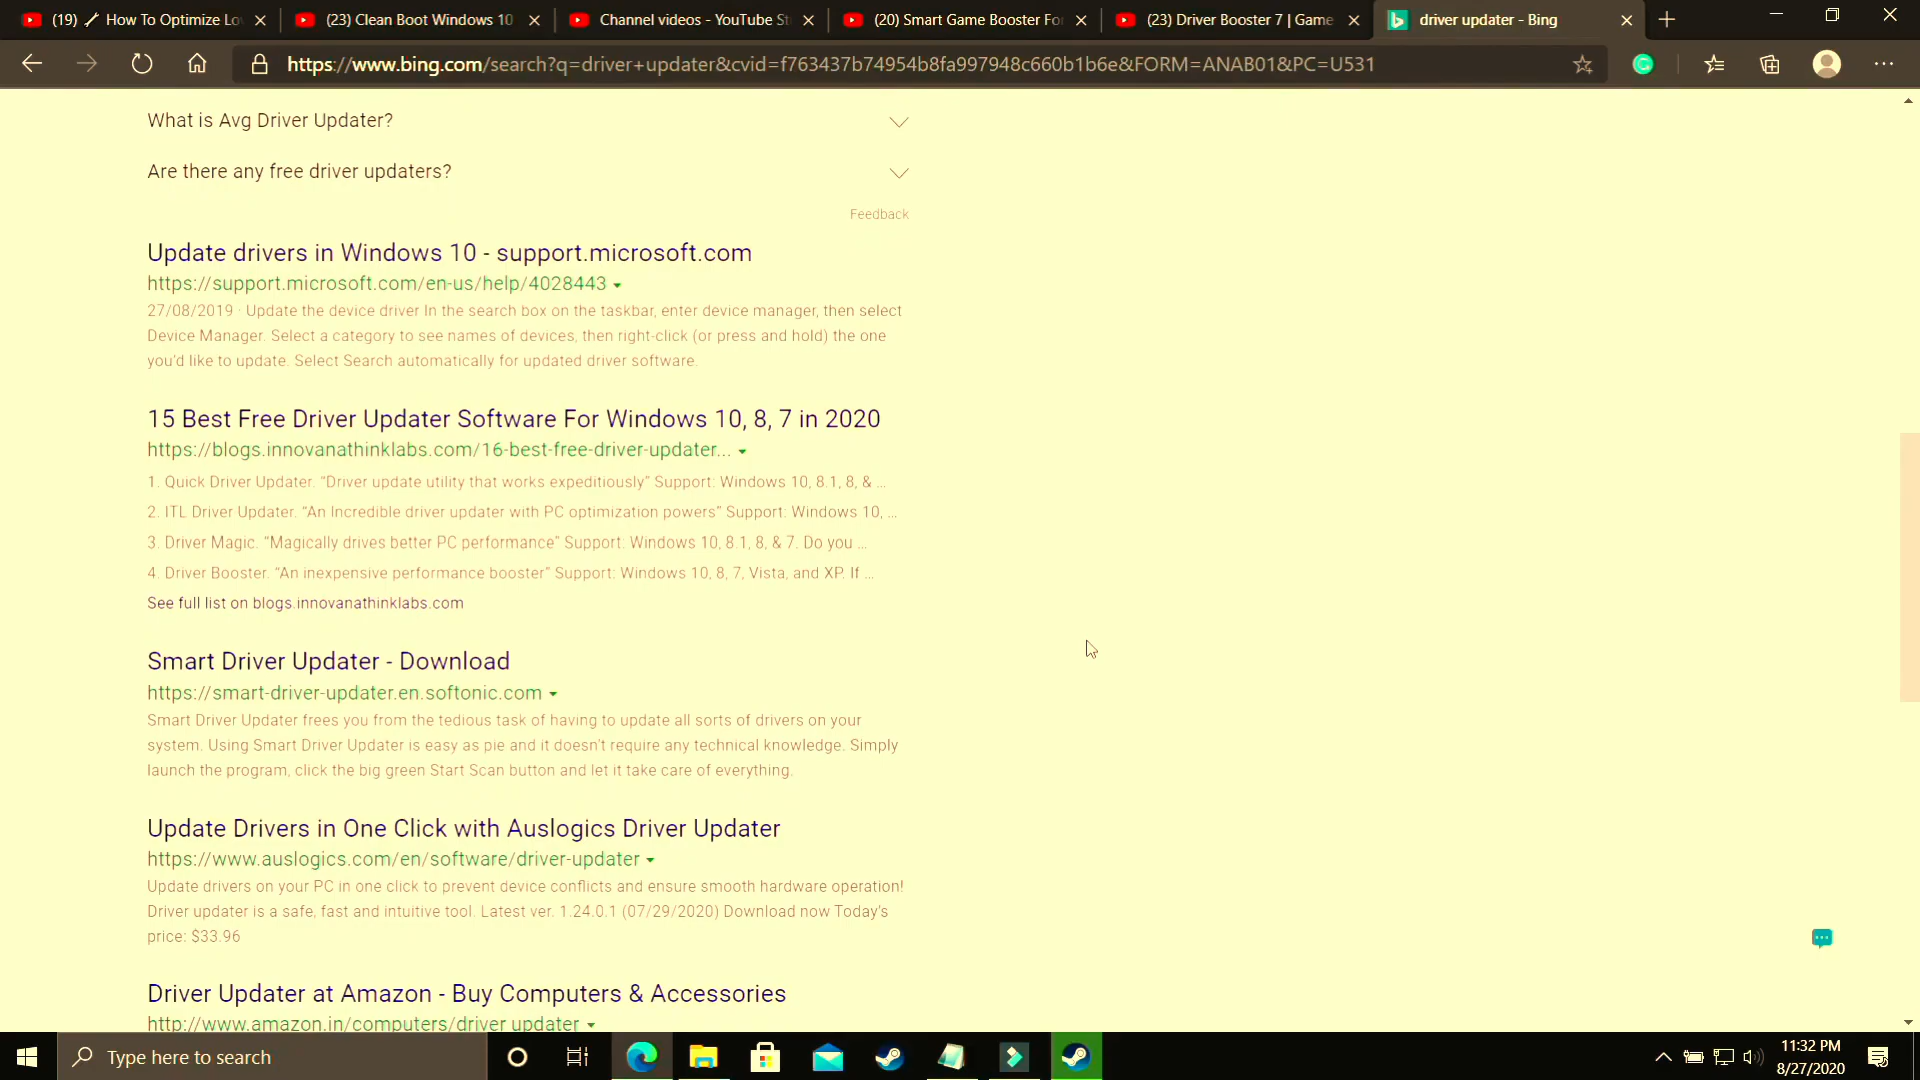 (19) How To Optimize Lo
(23) Clean Boot Windows 10
Channel videos - YouTube St
(20) Smart Game Booster Fo
(23) Driver Booster 7 | Game
driver updater - Bing
https://www.bing.com/search?q=driver+updater&cvid=f763437b74954b8fa997948c660b1b6e&FORM=ANAB01&PC=U531
What is Avg Driver Updater?
Are there any free driver updaters?
Feedback
Update drivers in Windows 10 - support.microsoft.com
https://support.microsoft.com/en-us/help/4028443
27/08/2019 · Update the device driver In the search box on the taskbar, enter device manager, then select
Device Manager. Select a category to see names of devices, then right-click (or press and hold) the one
you'd like to update. Select Search automatically for updated driver software.
15 Best Free Driver Updater Software For Windows 10, 8, 7 in 2020
https://blogs.innovanathinklabs.com/16-best-free-driver-updater...
1. Quick Driver Updater. “Driver update utility that works expeditiously” Support: Windows 10, 8.1, 8, & ...
2. ITL Driver Updater. “An Incredible driver updater with PC optimization powers” Support: Windows 10, ...
3. Driver Magic. “Magically drives better PC performance” Support: Windows 10, 8.1, 8, & 7. Do you ...
4. Driver Booster. “An inexpensive performance booster” Support: Windows 10, 8, 7, Vista, and XP. If ...
See full list on blogs.innovanathinklabs.com
Smart Driver Updater - Download
https://smart-driver-updater.en.softonic.com
Smart Driver Updater frees you from the tedious task of having to update all sorts of drivers on your
system. Using Smart Driver Updater is easy as pie and it doesn't require any technical knowledge. Simply
launch the program, click the big green Start Scan button and let it take care of everything.
Update Drivers in One Click with Auslogics Driver Updater
https://www.auslogics.com/en/software/driver-updater
Update drivers on your PC in one click to prevent device conflicts and ensure smooth hardware operation!
Driver updater is a safe, fast and intuitive tool. Latest ver. 1.24.0.1 (07/29/2020) Download now Today's
price: $33.96
Driver Updater at Amazon - Buy Computers & Accessories
http://www.amazon.in/computers/driver updater
Type here to search
11:32 PM
8/27/2020